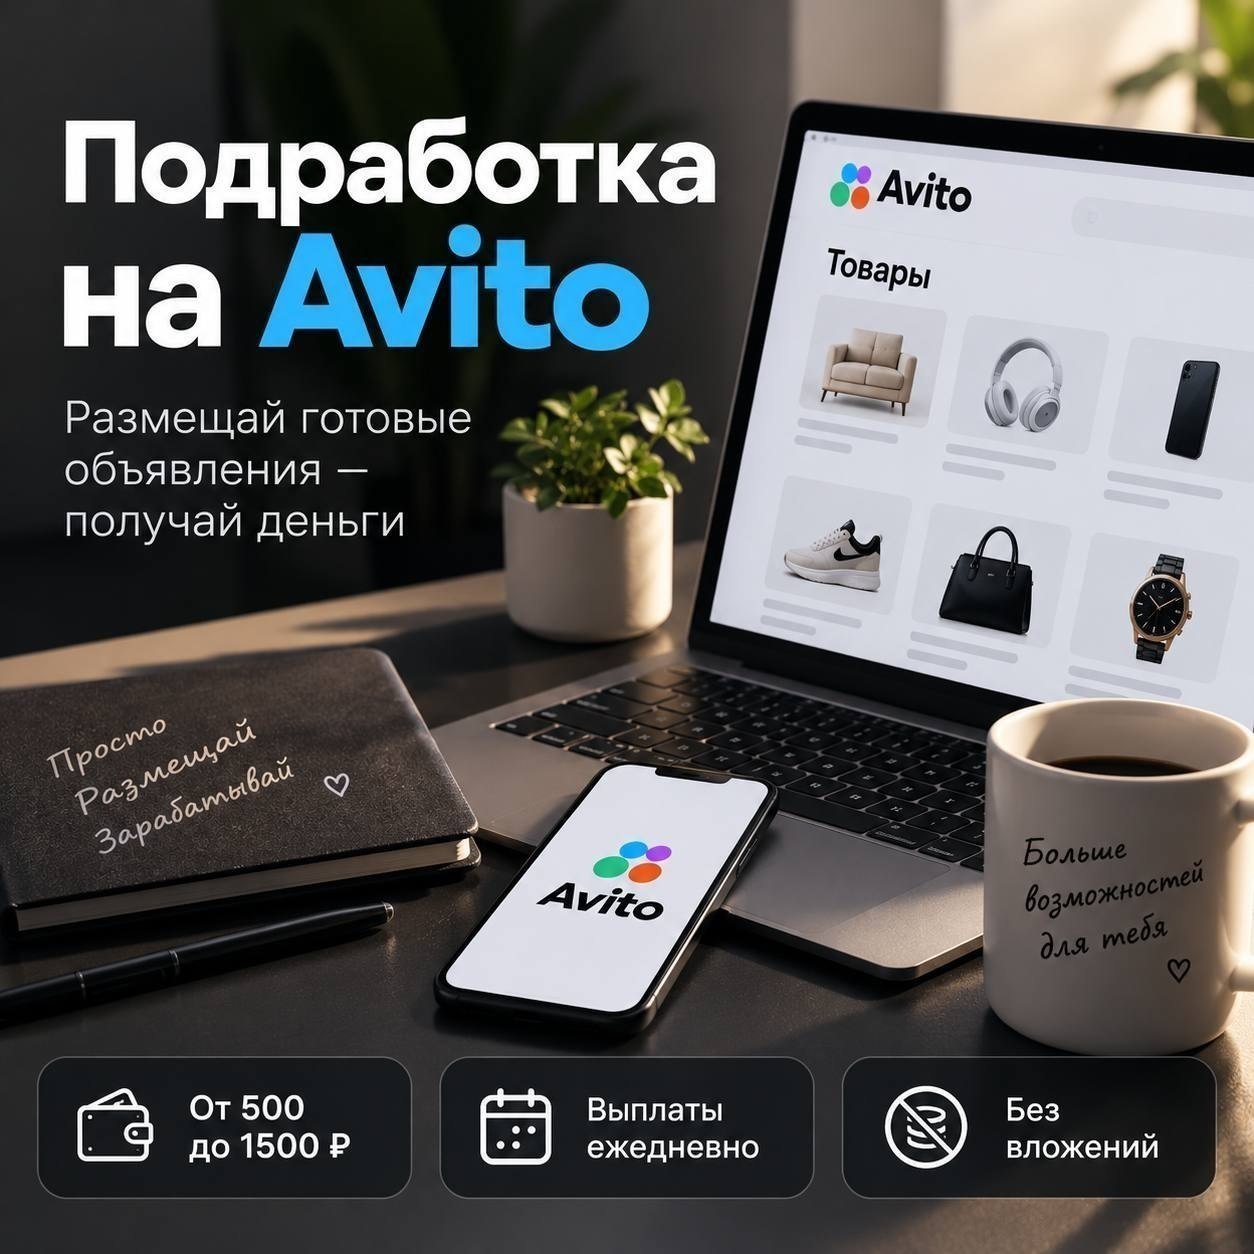 Подработка
на Avito
Размещай готовые
объявления —
получай деньги
Avito
Товары
Просто
Размещай
Зарабатывай
Avito
Больше
возможностей
для тебя
От 500
до 1500 ₽
Выплаты
ежедневно
Без
вложений